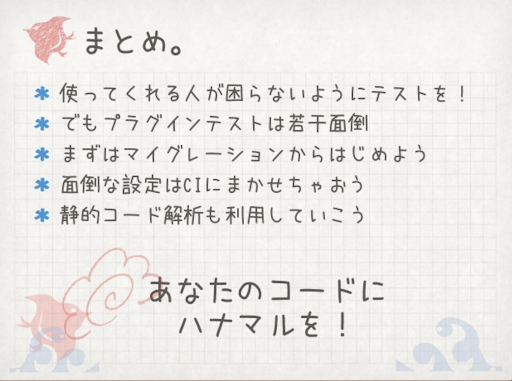 まとめ。
* 使ってくれる人が困らないようにテストを！
* でもプラグインテストは若干面倒
* まずはマイグレーションからはじめよう
* 面倒な設定はCIにまかせちゃおう
* 静的コード解析も利用していこう
あなたのコードに
ハナマルを！